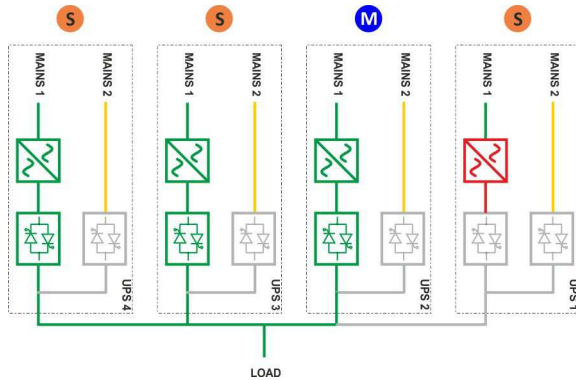 S
S
M
S
MAINS 1
MAINS 2
MAINS 1
MAINS 2
MAINS 1
MAINS 2
MAINS 1
MAINS 2
UPS 4
UPS 3
UPS 2
UPS 1
LOAD